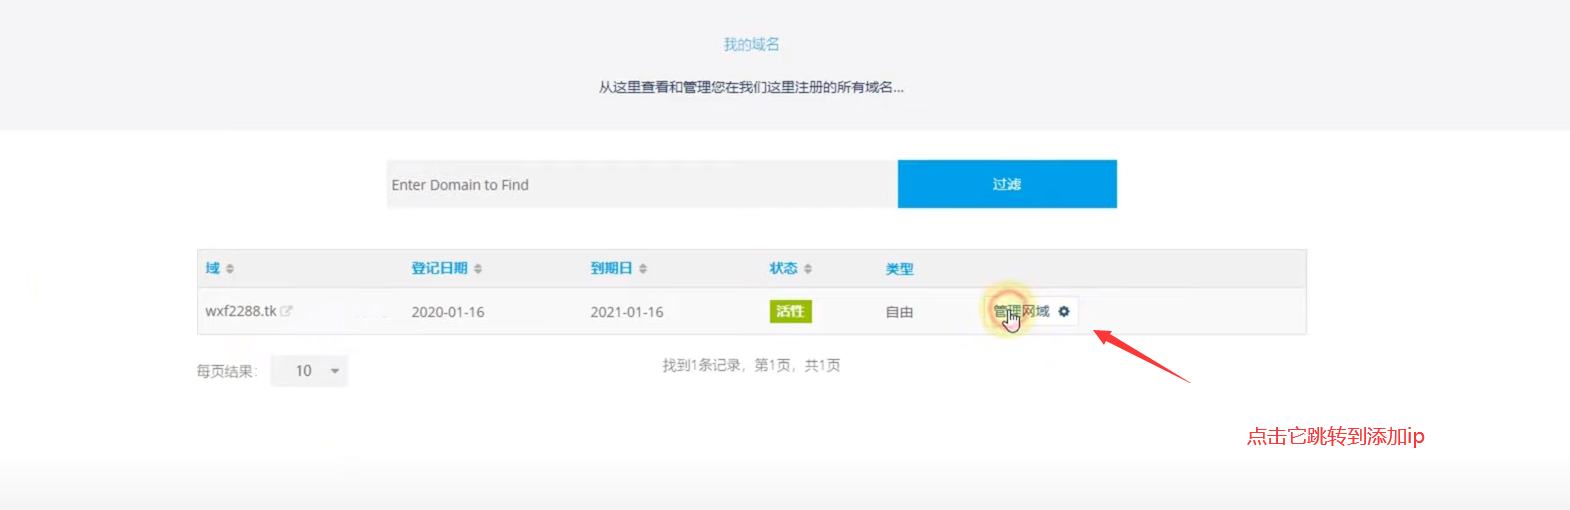 我的域名
从这里查看和管理您在我们这里注册的所有域名...
Enter Domain to Find 过滤
域 登记日期 到期日 状态 类型
wxf2288.tk 2020-01-16 2021-01-16 活性 自由 管理网域
每页结果: 10 找到1条记录，第1页，共1页
点击它跳转到添加ip